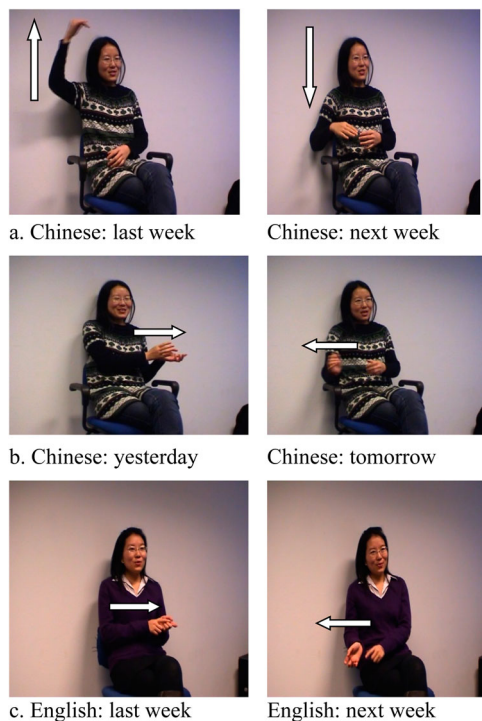 a. Chinese: last week
Chinese: next week
b. Chinese: yesterday
Chinese: tomorrow
c. English: last week
English: next week